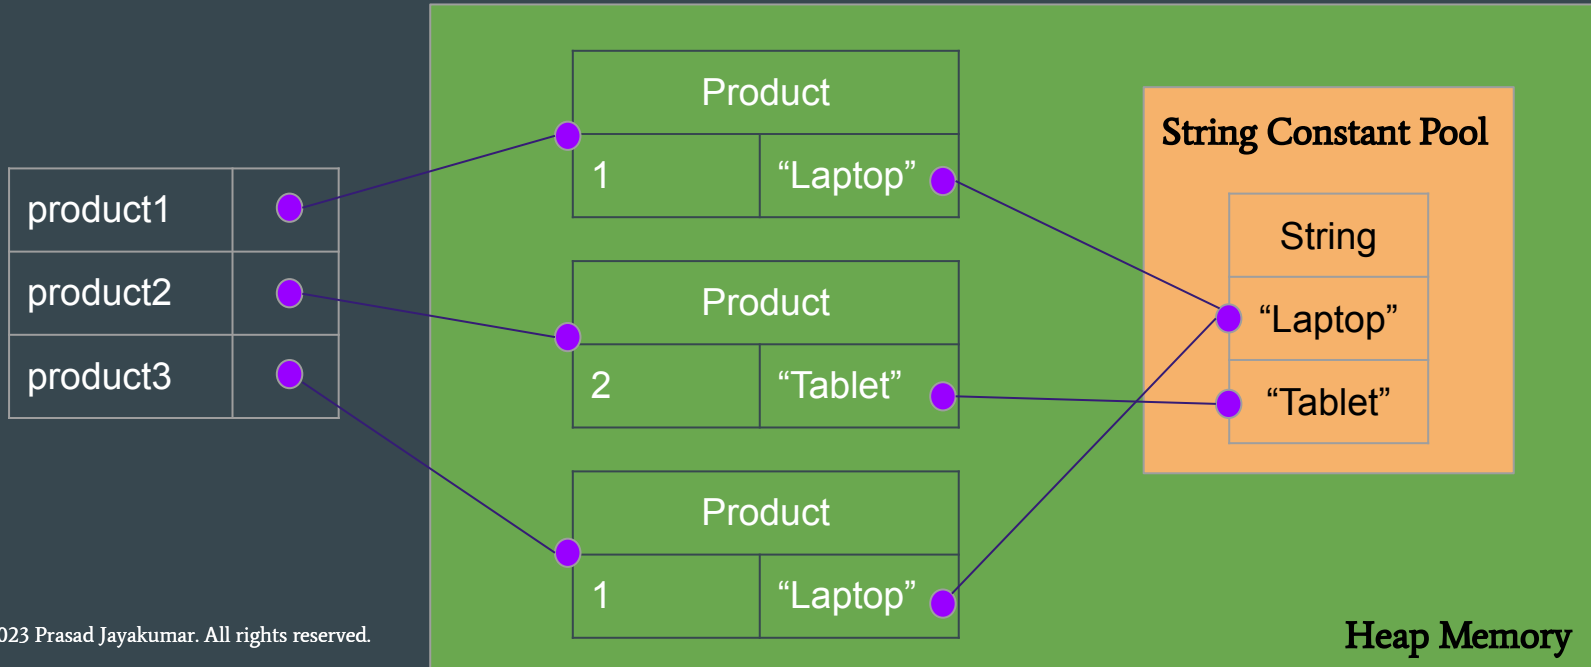 product1
product2
product3
Product
1 “Laptop”
Product
2 “Tablet”
Product
1 “Laptop”
String Constant Pool
String
“Laptop”
“Tablet”
023 Prasad Jayakumar. All rights reserved.
Heap Memory